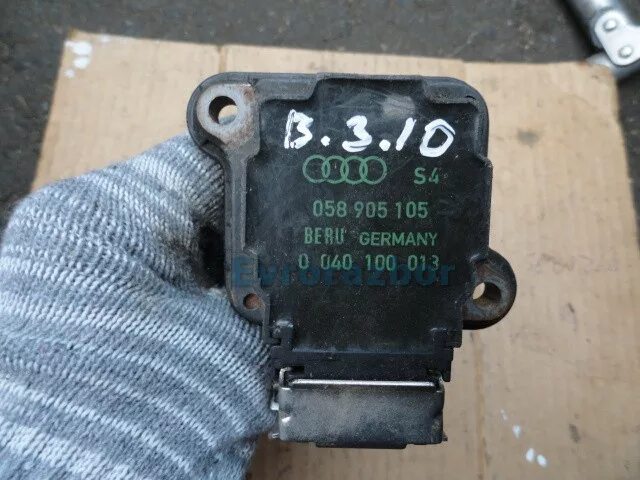 B.3.10
S4
058 905 105
BERU GERMANY
0 040 100 013
Evrorazbor